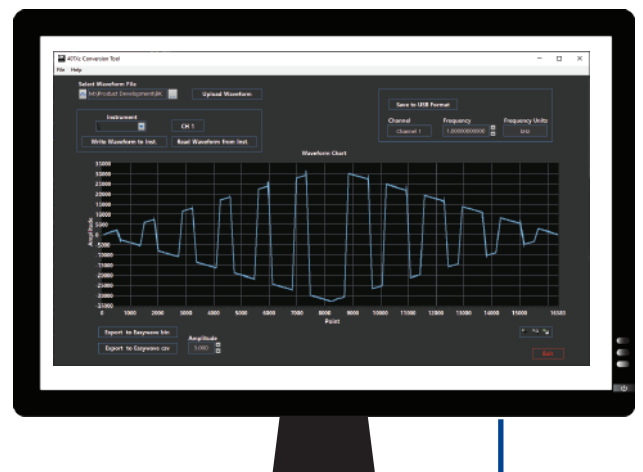 4070c Conversion Tool
File Help
Select Waveform File
Upload Waveform
Save to USB Format
Instrument
CH 1
Channel Frequency Frequency Units
Channel 1 1.00000000000 kHz
Write Waveform to Inst. Read Waveform from Inst.
Waveform Chart
35000
30000
25000
20000
15000
10000
5000
0
-5000
-10000
-15000
-20000
-25000
-30000
-35000
Amplitude
0 1000 2000 3000 4000 5000 6000 7000 8000 9000 10000 11000 12000 13000 14000 15000 16383
Point
Export to Easywave bin
Export to Easywave csv
Amplitude
5.000
Exit